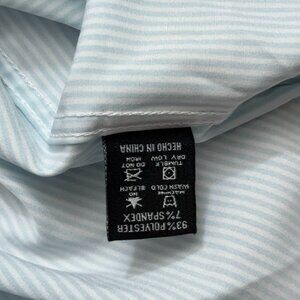 93% POLYESTER
7% SPANDEX
MACHINE NO
WASH COLD BLEACH
TUMBLE DO NOT
DRY LOW IRON
HECHO EN CHINA